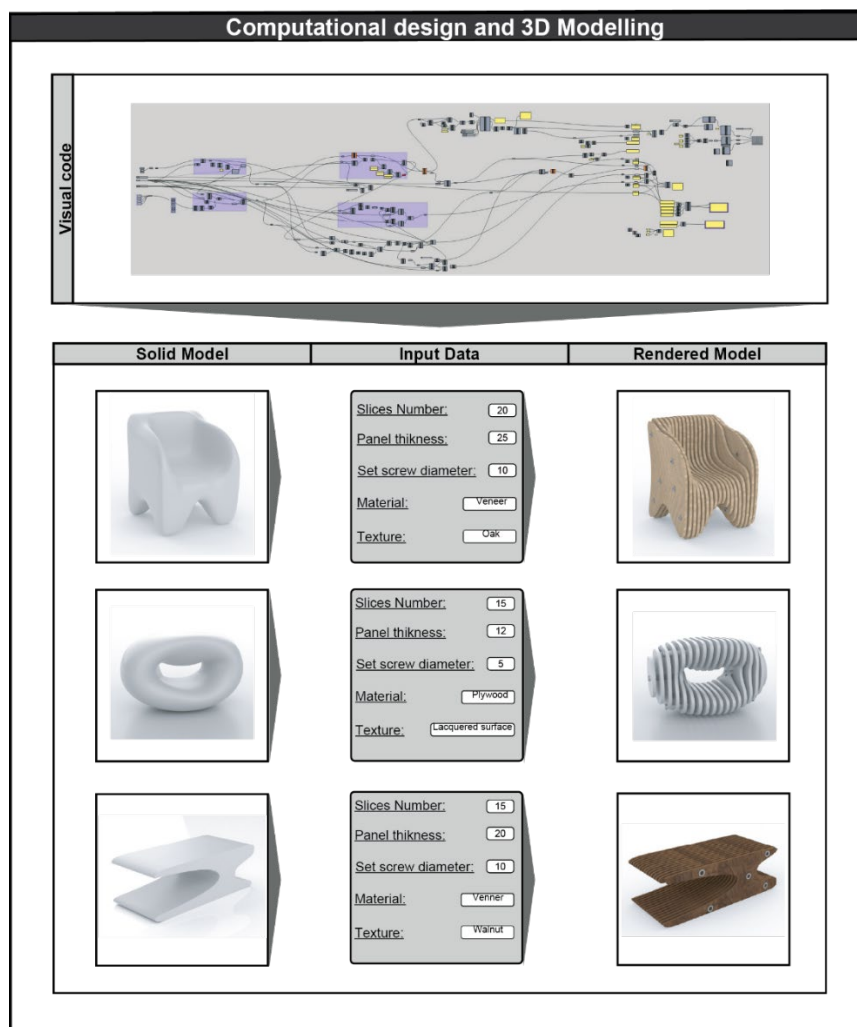 Computational design and 3D Modelling
Visual code
Solid Model
Input Data
Rendered Model
Slices Number: 20
Panel thikness: 25
Set screw diameter: 10
Material: Veneer
Texture: Oak
Slices Number: 15
Panel thikness: 12
Set screw diameter: 5
Material: Plywood
Texture: Lacquered surface
Slices Number: 15
Panel thikness: 20
Set screw diameter: 10
Material: Venner
Texture: Walnut